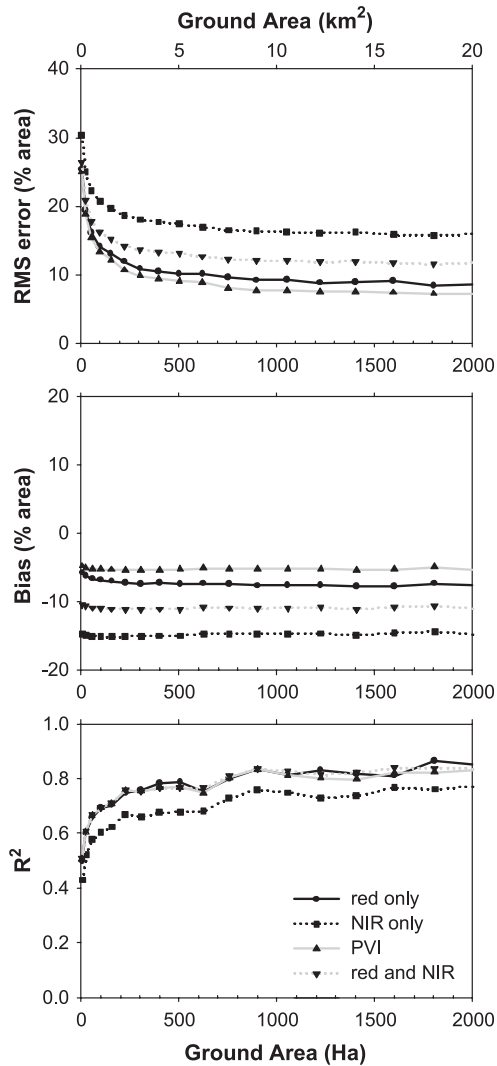 Ground Area (km²)
0 5 10 15 20
RMS error (% area)
40
30
20
10
0
0 500 1000 1500 2000
Bias (% area)
20
10
0
-10
-20
0 500 1000 1500 2000
R²
1.0
0.8
0.6
0.4
0.2
0.0
red only
NIR only
PVI
red and NIR
0 500 1000 1500 2000
Ground Area (Ha)